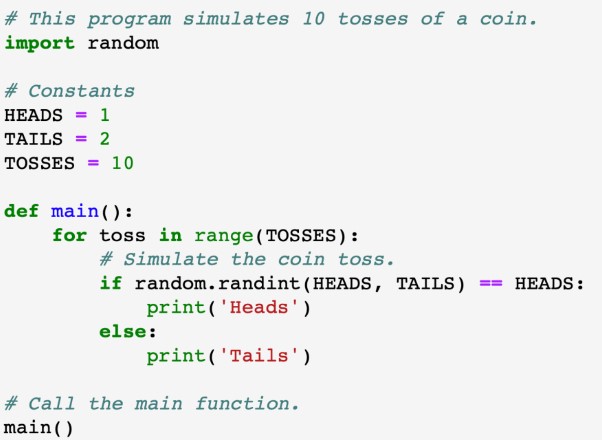 # This program simulates 10 tosses of a coin.
import random

# Constants
HEADS = 1
TAILS = 2
TOSSES = 10

def main():
    for toss in range(TOSSES):
        # Simulate the coin toss.
        if random.randint(HEADS, TAILS) == HEADS:
            print('Heads')
        else:
            print('Tails')

# Call the main function.
main()